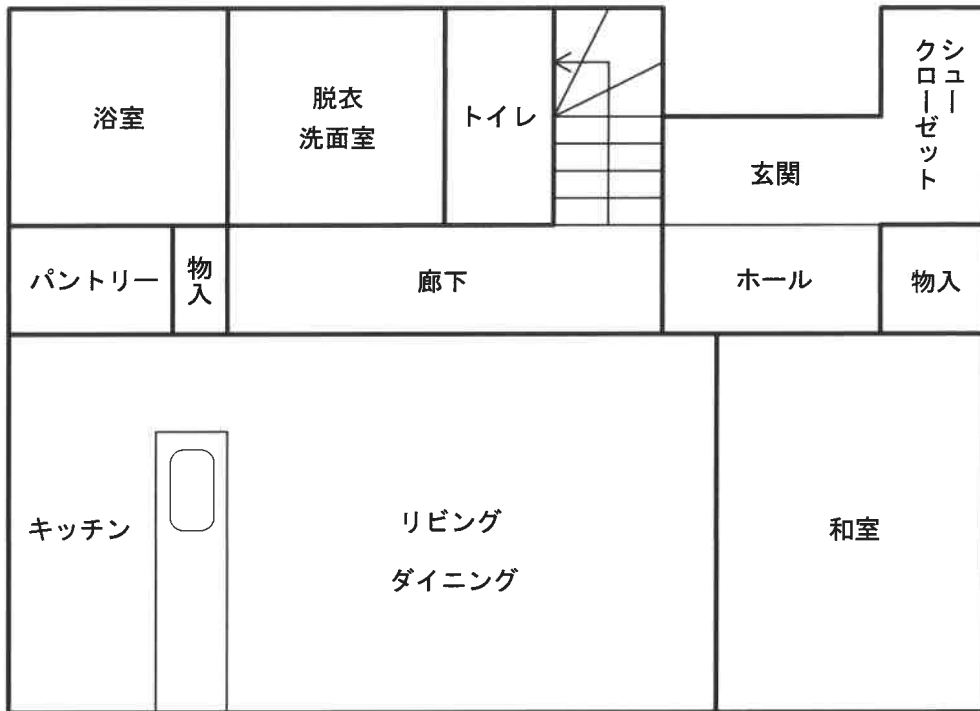 浴室
脱衣
洗面室
トイレ
シュー
クローゼット
玄関
パントリー
物入
廊下
ホール
物入
キッチン
リビング
ダイニング
和室